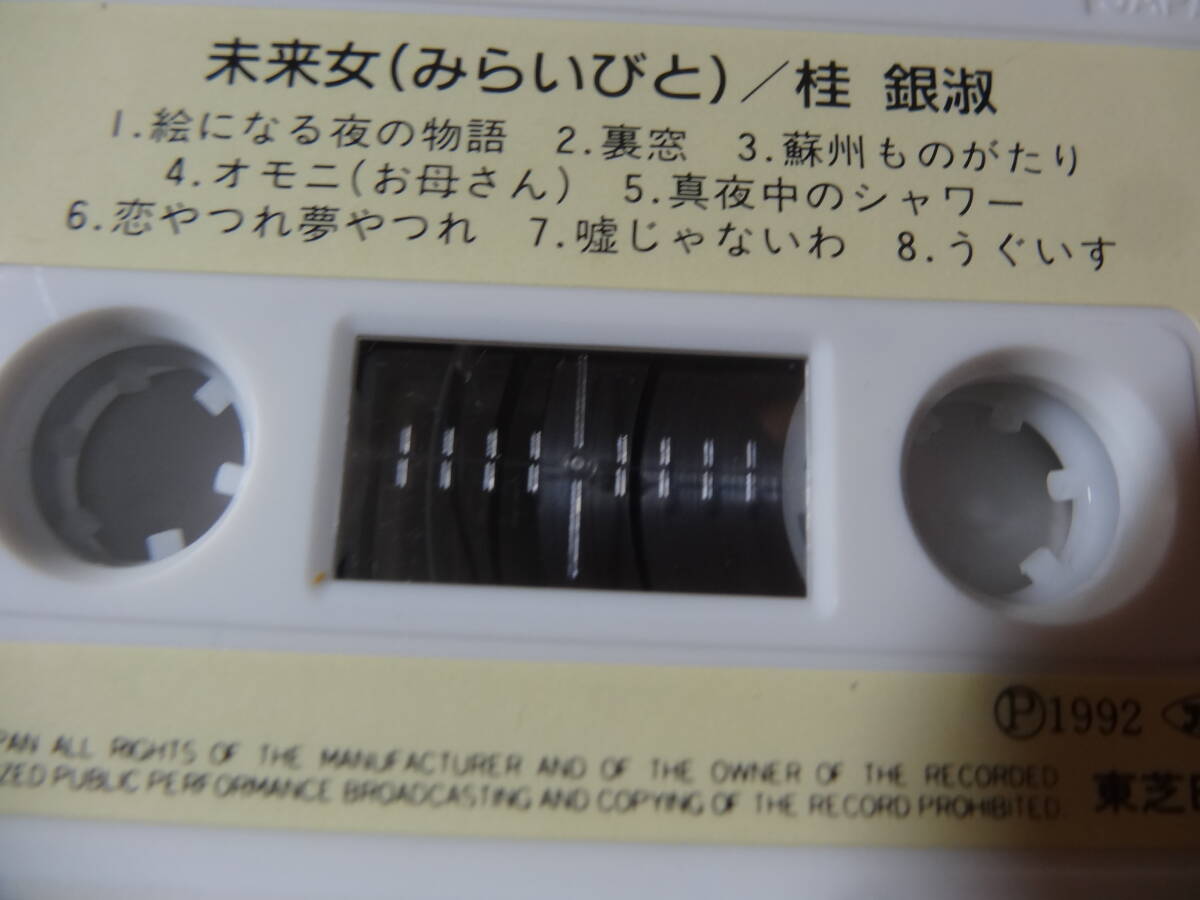 未来女(みらいびと)／桂 銀淑
1.絵になる夜の物語 2.裏窓 3.蘇州ものがたり
4.オモニ(お母さん) 5.真夜中のシャワー
6.恋やつれ夢やつれ 7.嘘じゃないわ 8.うぐいす
Ⓟ1992
ALL RIGHTS OF THE MANUFACTURER AND OF THE OWNER OF THE RECORDED
PUBLIC PERFORMANCE BROADCASTING AND COPYING OF THE RECORD PROHIBITED.
東芝